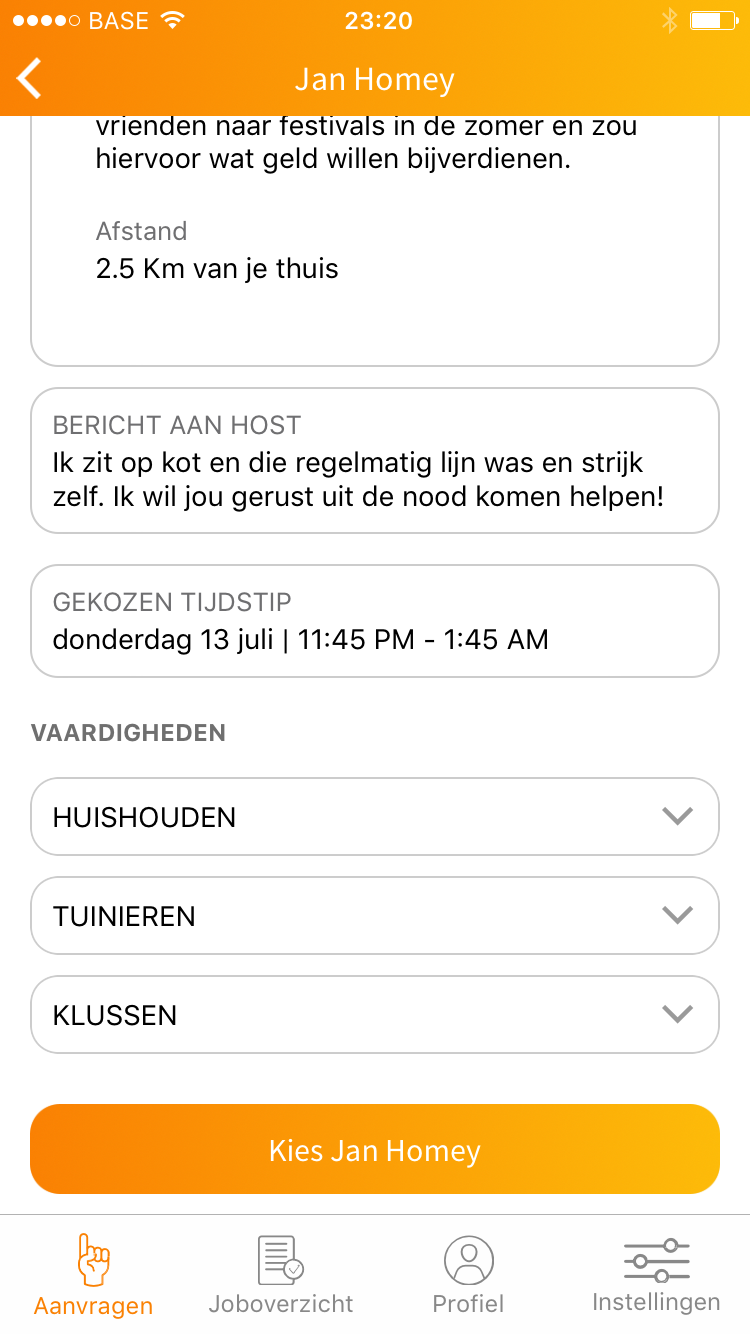 BASE 23:20
Jan Homey
vrienden naar festivals in de zomer en zou
hiervoor wat geld willen bijverdienen.
Afstand
2.5 Km van je thuis
BERICHT AAN HOST
Ik zit op kot en die regelmatig lijn was en strijk
zelf. Ik wil jou gerust uit de nood komen helpen!
GEKOZEN TIJDSTIP
donderdag 13 juli | 11:45 PM - 1:45 AM
VAARDIGHEDEN
HUISHOUDEN
TUINIEREN
KLUSSEN
Kies Jan Homey
Aanvragen Joboverzicht Profiel Instellingen